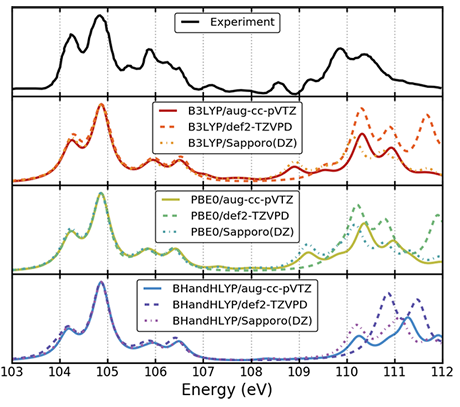 Experiment
B3LYP/aug-cc-pVTZ
B3LYP/def2-TZVPD
B3LYP/Sapporo(DZ)
PBE0/aug-cc-pVTZ
PBE0/def2-TZVPD
PBE0/Sapporo(DZ)
BHandHLYP/aug-cc-pVTZ
BHandHLYP/def2-TZVPD
BHandHLYP/Sapporo(DZ)
103 104 105 106 107 108 109 110 111 112
Energy (eV)